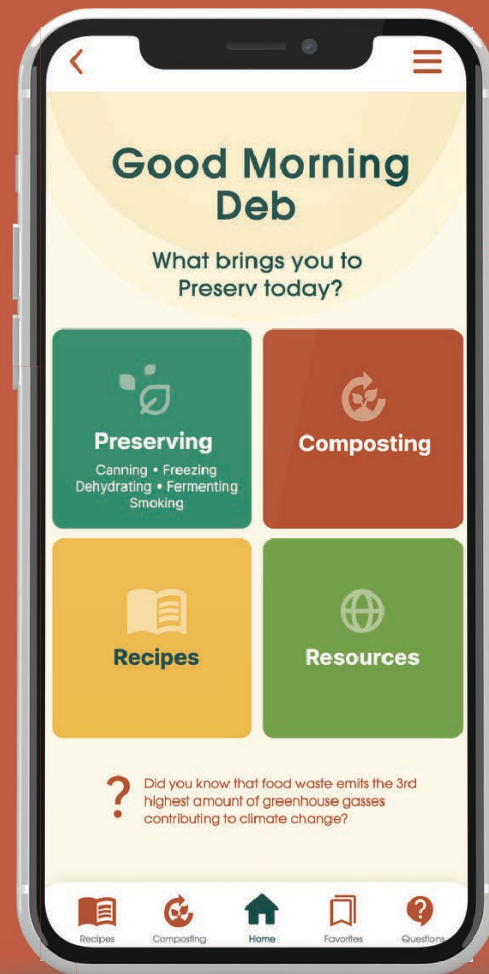 Good Morning
Deb
What brings you to
Preserv today?
Preserving
Canning • Freezing
Dehydrating • Fermenting
Smoking
Composting
Recipes
Resources
?
Did you know that food waste emits the 3rd
highest amount of greenhouse gasses
contributing to climate change?
Recipes
Composting
Home
Favorites
Questions